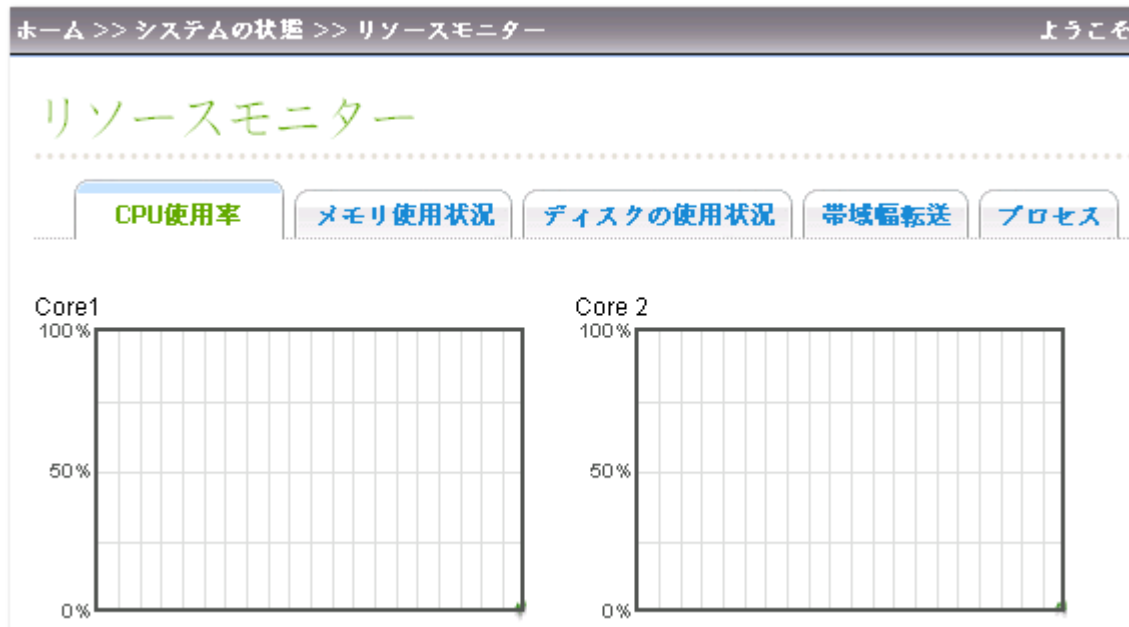 ホーム >> システムの状態 >> リソースモニター ようこそ
リソースモニター
CPU使用率 メモリ使用状況 ディスクの使用状況 帯域幅転送 プロセス
Core1 Core 2
100% 100%
50% 50%
0% 0%